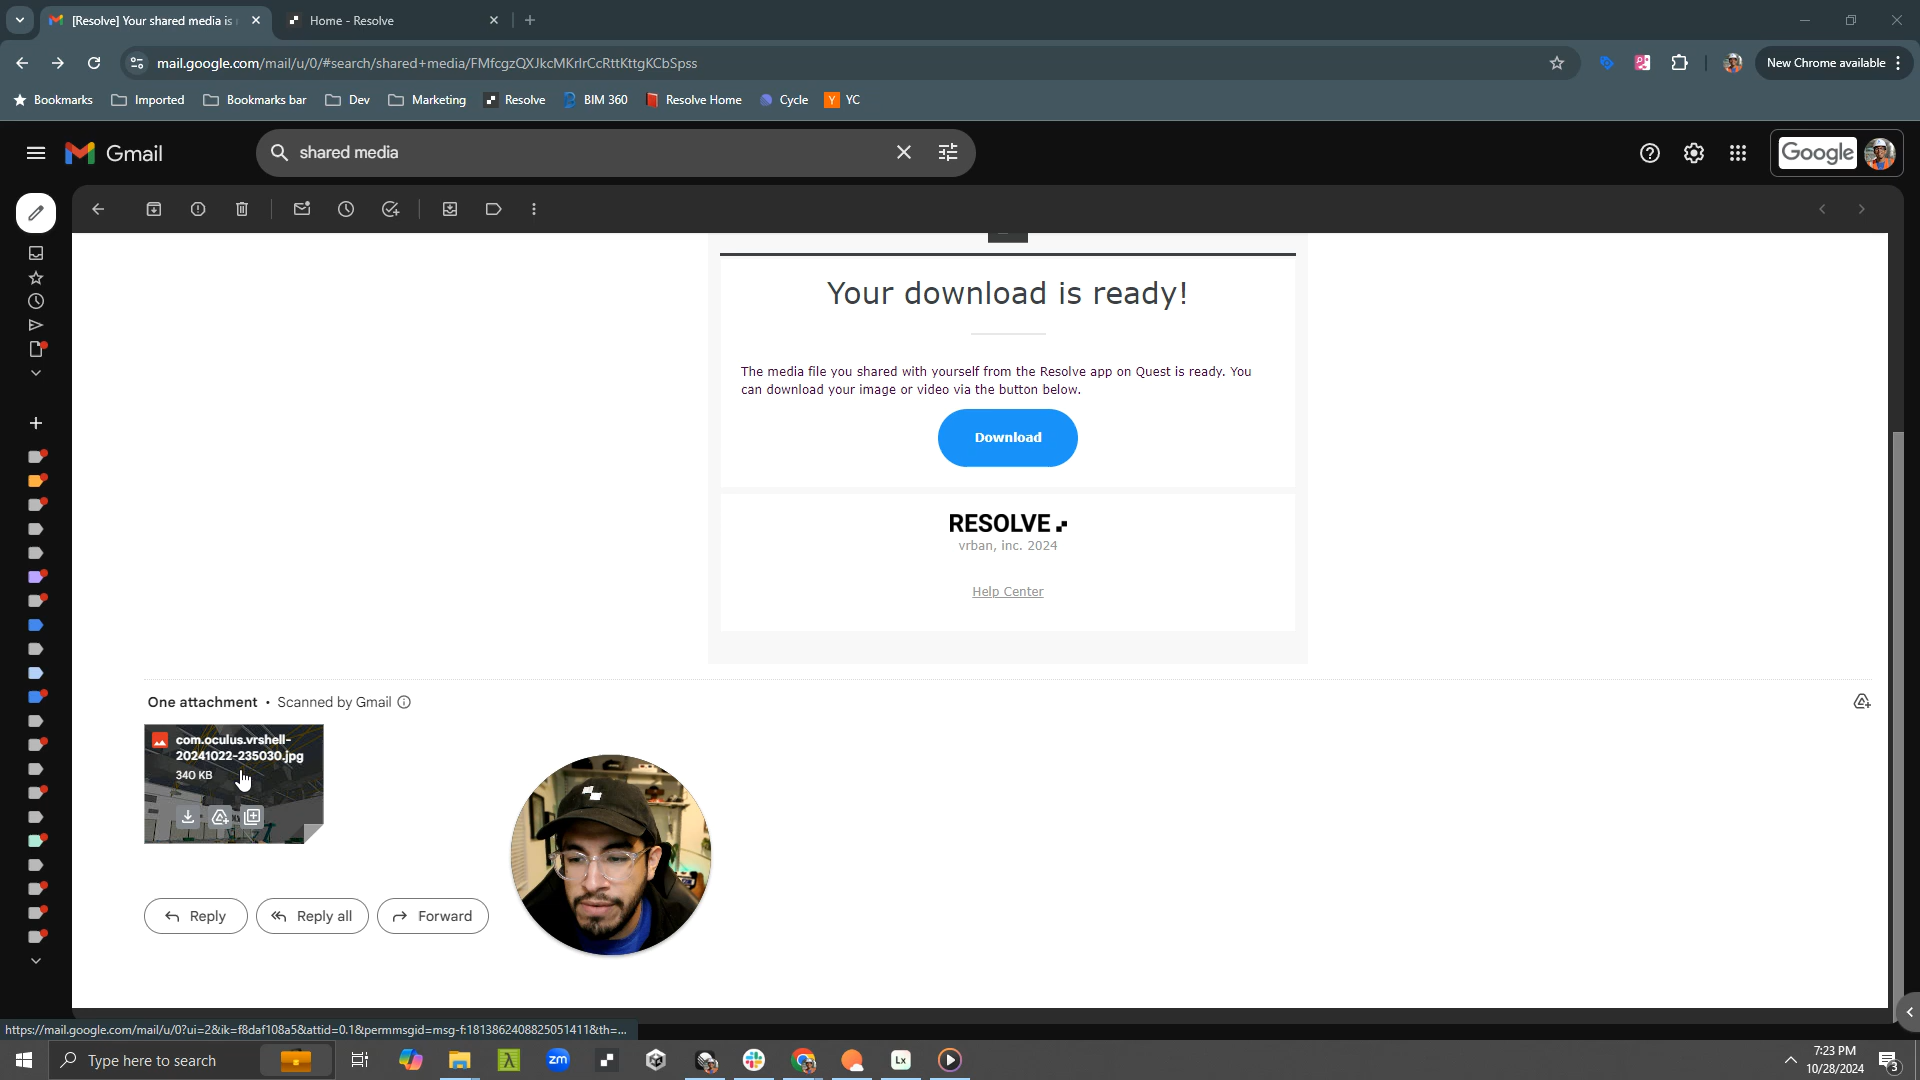 [Resolve] Your shared media is
Home - Resolve
mail.google.com/mail/u/0/#search/shared+media/FMfcgzQXJkcMKrlrCcRttKttgKCbSpss
New Chrome available
Bookmarks
Imported
Bookmarks bar
Dev
Marketing
Resolve
BIM 360
Resolve Home
Cycle
Y YC
Gmail
shared media
Google
Your download is ready!
The media file you shared with yourself from the Resolve app on Quest is ready. You
can download your image or video via the button below.
Download
RESOLVE
vrban, inc. 2024
Help Center
One attachment • Scanned by Gmail
com.oculus.vrshell-
20241022-235030.jpg
340 KB
Reply
Reply all
Forward
https://mail.google.com/mail/u/0?ui=2&ik=f8daf108a5&attid=0.1&permmsgid=msg-f:1813862408825051411&th=...
Type here to search
zm
Lx
7:23 PM
10/28/2024
3